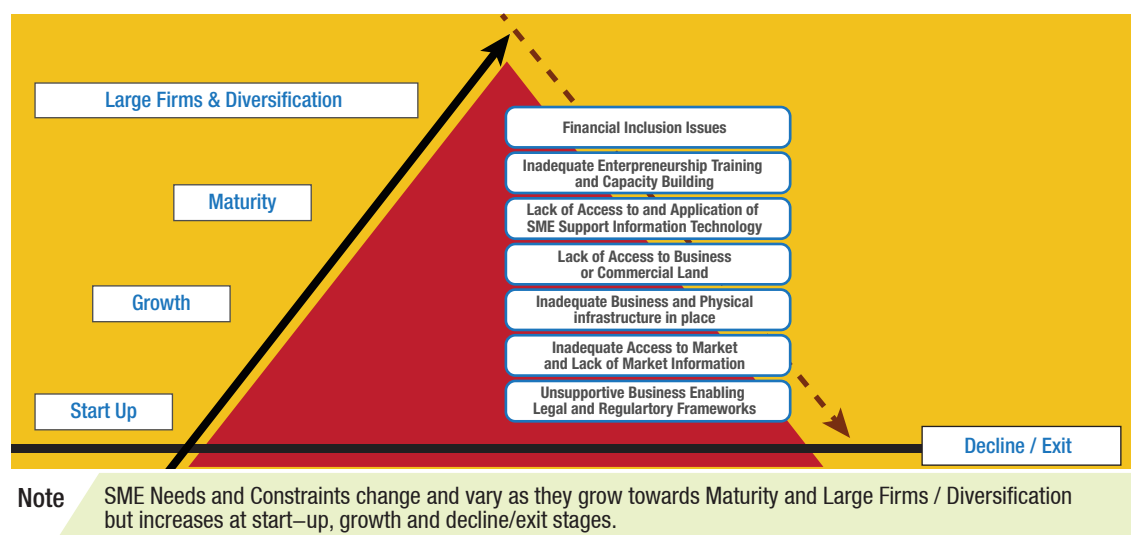 Large Firms & Diversification
Maturity
Growth
Start Up
Financial Inclusion Issues
Inadequate Enterpreneurship Training
and Capacity Building
Lack of Access to and Application of
SME Support Information Technology
Lack of Access to Business
or Commercial Land
Inadequate Business and Physical
infrastructure in place
Inadequate Access to Market
and Lack of Market Information
Unsupportive Business Enabling
Legal and Regulartory Frameworks
Decline / Exit
Note
SME Needs and Constraints change and vary as they grow towards Maturity and Large Firms / Diversification
but increases at start–up, growth and decline/exit stages.